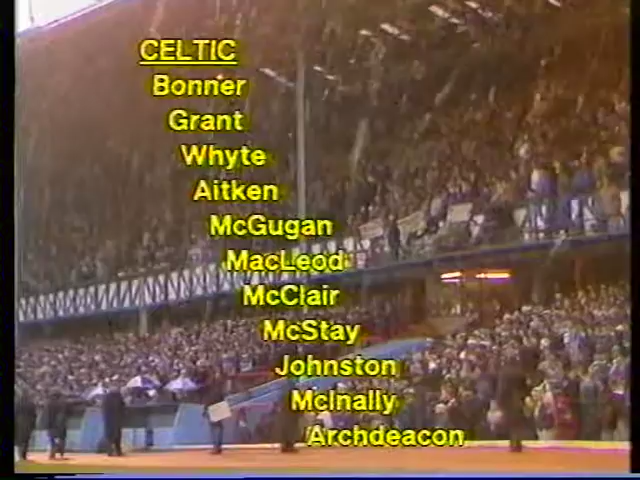 CELTIC
Bonner
Grant
Whyte
Aitken
McGugan
MacLeod
McClair
McStay
Johnston
McInally
Archdeacon